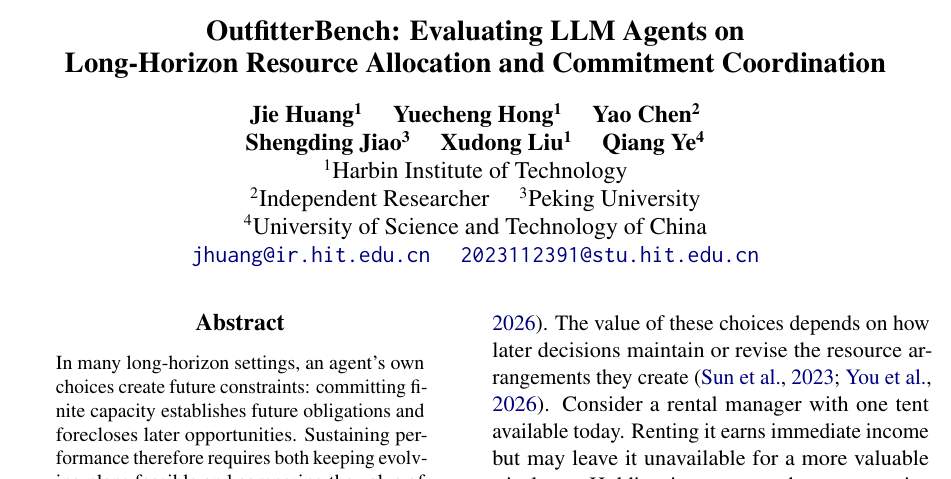 OutfitterBench: Evaluating LLM Agents on
Long-Horizon Resource Allocation and Commitment Coordination
Jie Huang¹ Yuecheng Hong¹ Yao Chen²
Shengding Jiao³ Xudong Liu¹ Qiang Ye⁴
¹Harbin Institute of Technology
²Independent Researcher ³Peking University
⁴University of Science and Technology of China
jhuang@ir.hit.edu.cn 2023112391@stu.hit.edu.cn
Abstract
In many long-horizon settings, an agent's own
choices create future constraints: committing fi-
nite capacity establishes future obligations and
forecloses later opportunities. Sustaining per-
formance therefore requires both keeping evolv-
2026). The value of these choices depends on how
later decisions maintain or revise the resource ar-
rangements they create (Sun et al., 2023; You et al.,
2026). Consider a rental manager with one tent
available today. Renting it earns immediate income
but may leave it unavailable for a more valuable